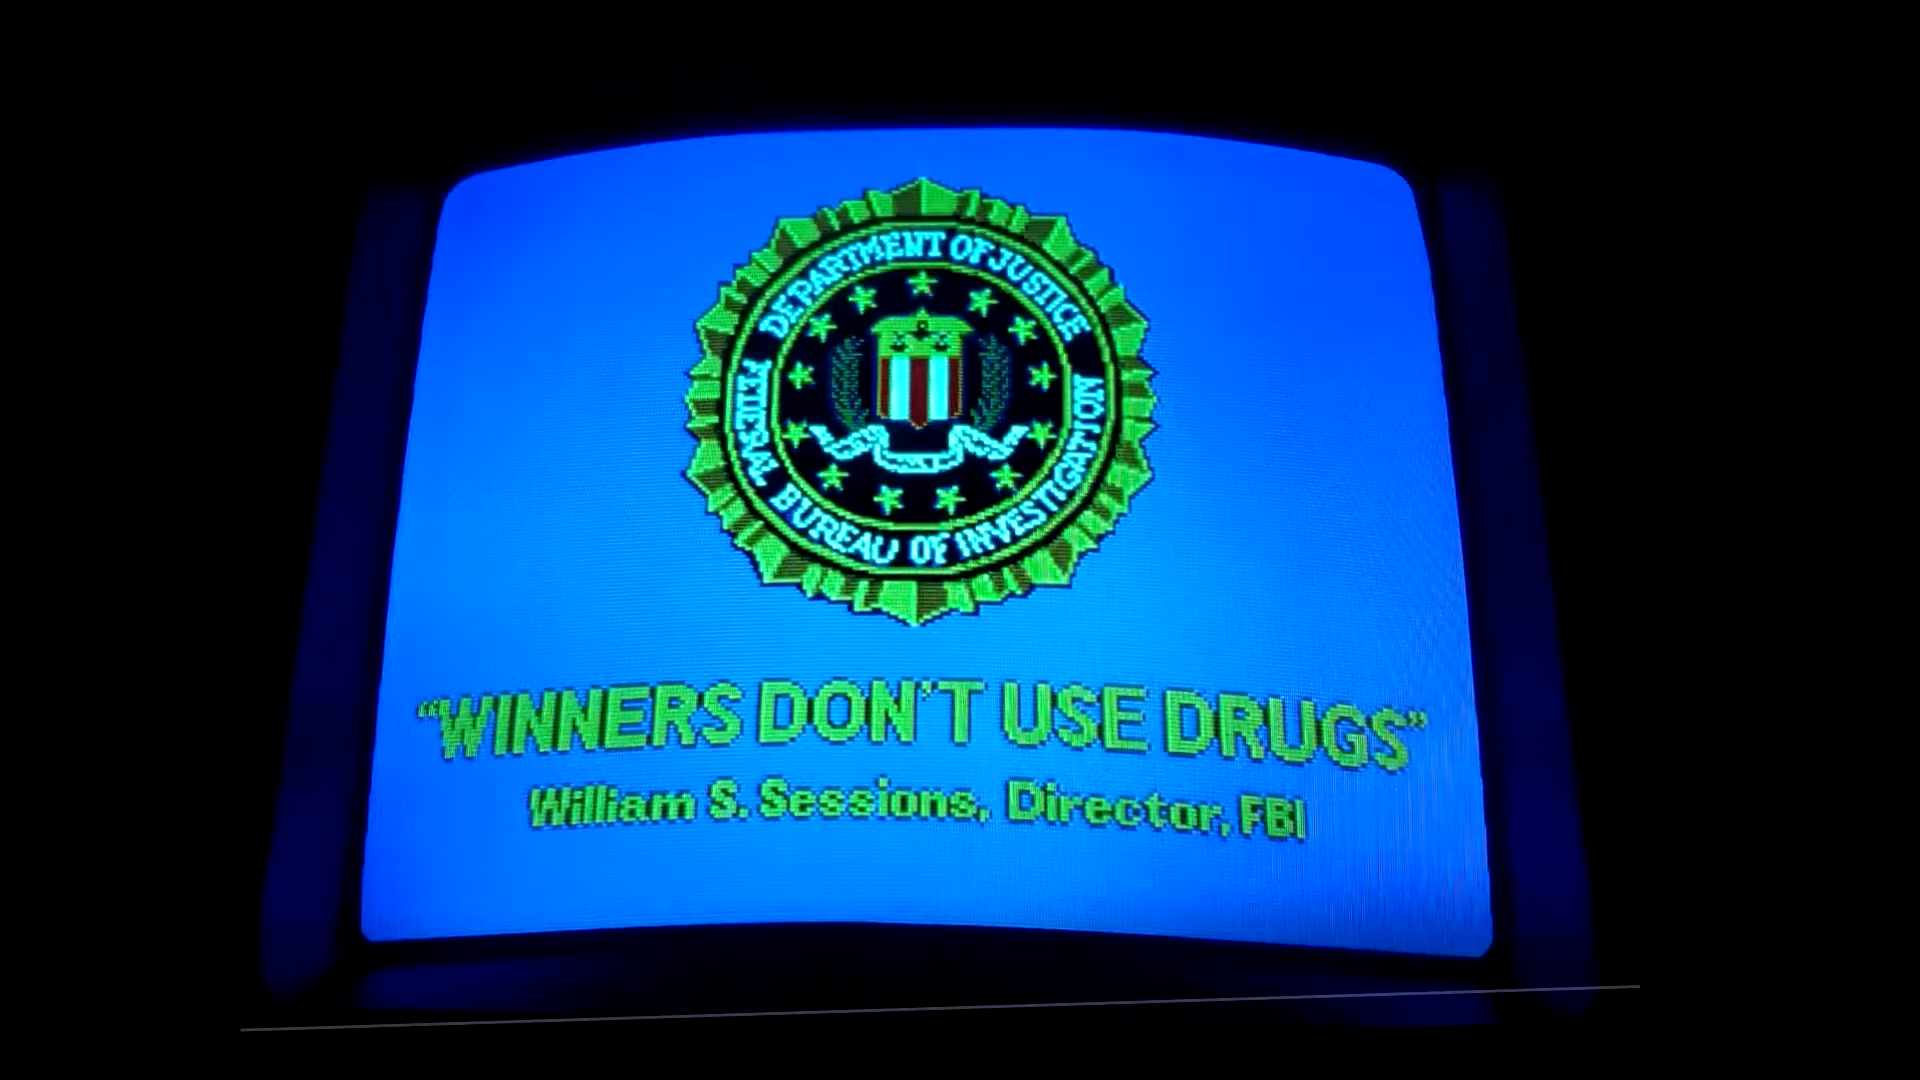 DEPARTMENT OF JUSTICE
FEDERAL BUREAU OF INVESTIGATION
“WINNERS DON'T USE DRUGS”
William S. Sessions, Director, FBI